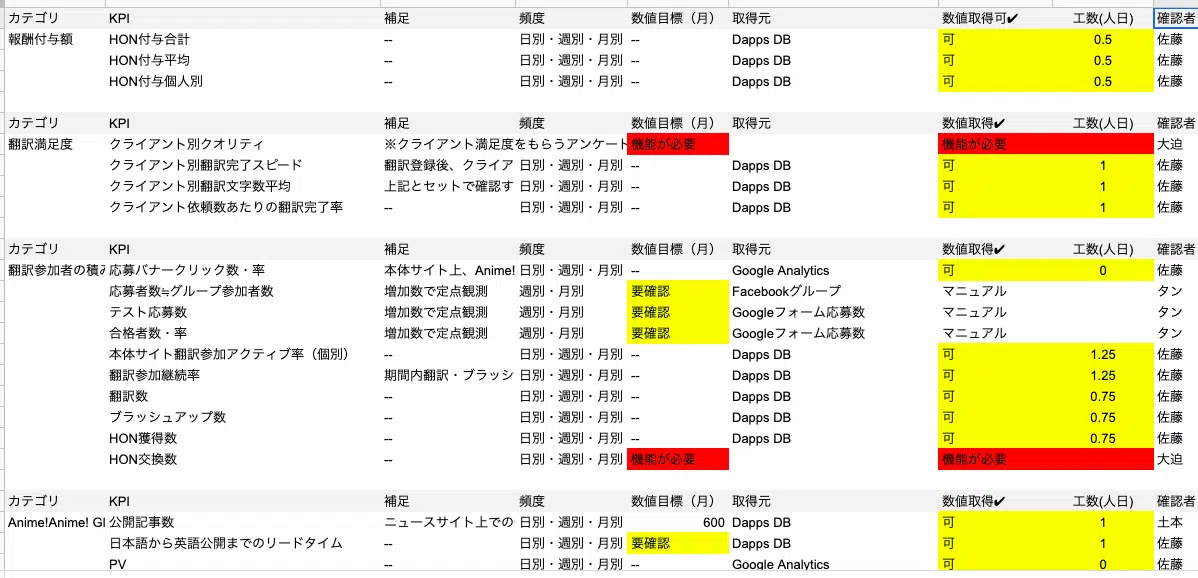 カテゴリ KPI 補足 頻度 数値目標（月） 取得元 数値取得可✔ 工数(人日) 確認者
報酬付与額 HON付与合計 -- 日別・週別・月別 -- Dapps DB 可 0.5 佐藤
HON付与平均 -- 日別・週別・月別 -- Dapps DB 可 0.5 佐藤
HON付与個人別 -- 日別・週別・月別 -- Dapps DB 可 0.5 佐藤
カテゴリ KPI 補足 頻度 数値目標（月） 取得元 数値取得✔ 工数(人日) 確認者
翻訳満足度 クライアント別クオリティ ※クライアント満足度をもらうアンケート 機能が必要 機能が必要 大迫
クライアント別翻訳完了スピード 翻訳登録後、クライア 日別・週別・月別 -- Dapps DB 可 1 佐藤
クライアント別翻訳文字数平均 上記とセットで確認す 日別・週別・月別 -- Dapps DB 可 1 佐藤
クライアント依頼数あたりの翻訳完了率 -- 日別・週別・月別 -- Dapps DB 可 1 佐藤
カテゴリ KPI 補足 頻度 数値目標（月） 取得元 数値取得✔ 工数(人日) 確認者
翻訳参加者の積み 応募バナークリック数・率 本体サイト上、Anime! 日別・週別・月別 -- Google Analytics 可 0 佐藤
応募者数≒グループ参加者数 増加数で定点観測 週別・月別 要確認 Facebookグループ マニュアル タン
テスト応募数 増加数で定点観測 週別・月別 要確認 Googleフォーム応募数 マニュアル タン
合格者数・率 増加数で定点観測 週別・月別 要確認 Googleフォーム応募数 マニュアル タン
本体サイト翻訳参加アクティブ率（個別） -- 日別・週別・月別 -- Dapps DB 可 1.25 佐藤
翻訳参加継続率 期間内翻訳・ブラッシ 日別・週別・月別 -- Dapps DB 可 1.25 佐藤
翻訳数 -- 日別・週別・月別 -- Dapps DB 可 0.75 佐藤
ブラッシュアップ数 -- 日別・週別・月別 -- Dapps DB 可 0.75 佐藤
HON獲得数 -- 日別・週別・月別 -- Dapps DB 可 0.75 佐藤
HON交換数 -- 日別・週別・月別 機能が必要 機能が必要 大迫
カテゴリ KPI 補足 頻度 数値目標（月） 取得元 数値取得✔ 工数(人日) 確認者
Anime!Anime! Gl 公開記事数 ニュースサイト上での 日別・週別・月別 600 Dapps DB 可 1 土本
日本語から英語公開までのリードタイム -- 日別・週別・月別 要確認 Dapps DB 可 1 佐藤
PV -- 日別・週別・月別 -- Google Analytics 可 0 佐藤